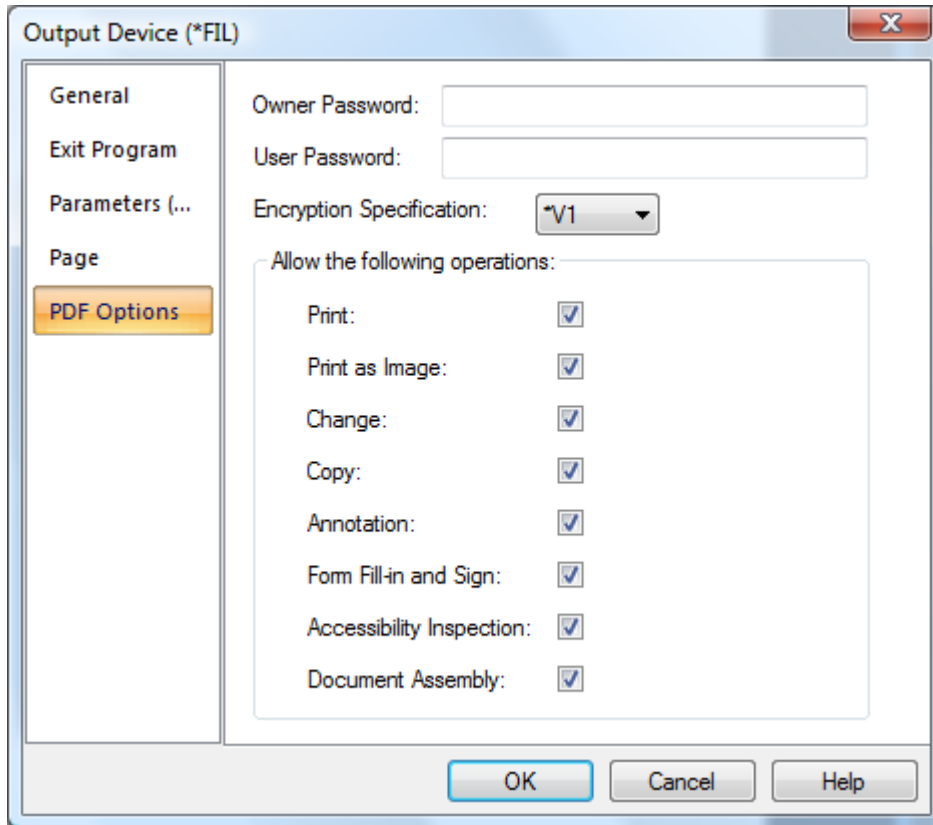 Output Device (*FIL)
General
Exit Program
Parameters (...
Page
PDF Options
Owner Password:
User Password:
Encryption Specification: *V1
Allow the following operations:
Print:
Print as Image:
Change:
Copy:
Annotation:
Form Fill-in and Sign:
Accessibility Inspection:
Document Assembly:
OK Cancel Help